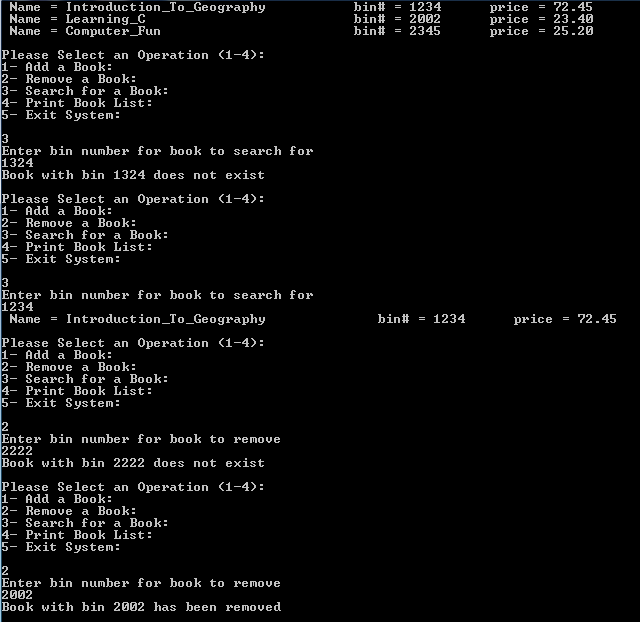 Name = Introduction_To_Geography bin# = 1234 price = 72.45
Name = Learning_C bin# = 2002 price = 23.40
Name = Computer_Fun bin# = 2345 price = 25.20
Please Select an Operation (1-4):
1- Add a Book:
2- Remove a Book:
3- Search for a Book:
4- Print Book List:
5- Exit System:
3
Enter bin number for book to search for
1324
Book with bin 1324 does not exist
Please Select an Operation (1-4):
1- Add a Book:
2- Remove a Book:
3- Search for a Book:
4- Print Book List:
5- Exit System:
3
Enter bin number for book to search for
1234
Name = Introduction_To_Geography bin# = 1234 price = 72.45
Please Select an Operation (1-4):
1- Add a Book:
2- Remove a Book:
3- Search for a Book:
4- Print Book List:
5- Exit System:
2
Enter bin number for book to remove
2222
Book with bin 2222 does not exist
Please Select an Operation (1-4):
1- Add a Book:
2- Remove a Book:
3- Search for a Book:
4- Print Book List:
5- Exit System:
2
Enter bin number for book to remove
2002
Book with bin 2002 has been removed